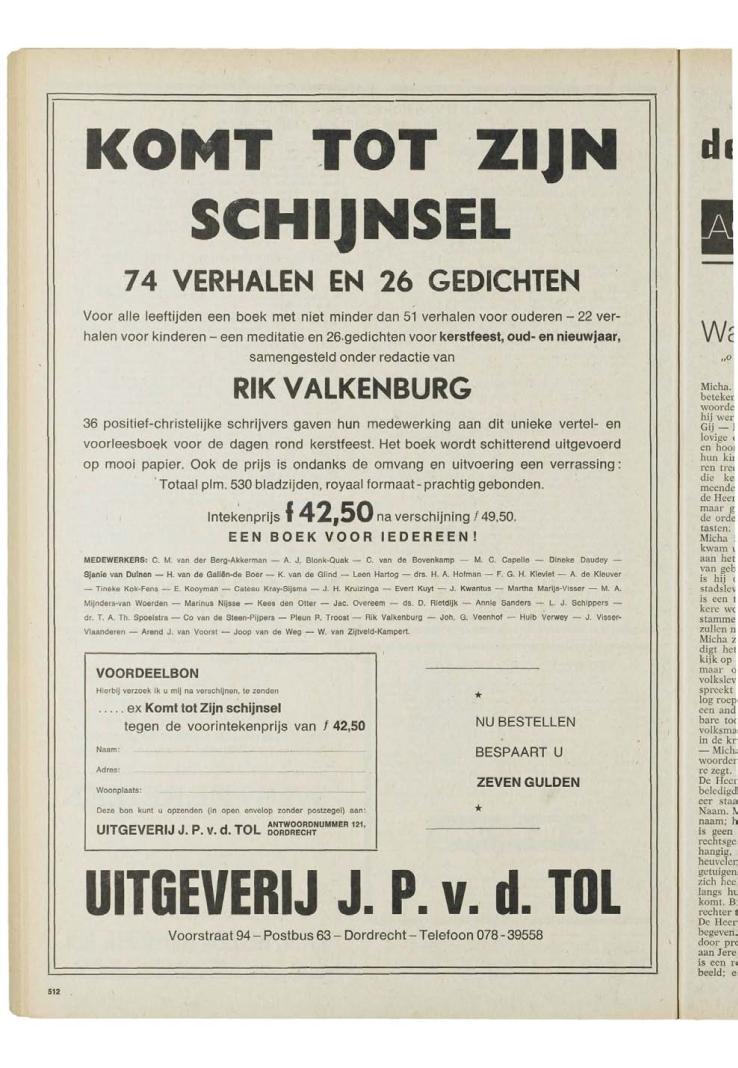 KOMT TOT ZIJN
SCHIJNSEL
74 VERHALEN EN 26 GEDICHTEN
Voor alle leeftijden een boek met niet minder dan 51 verhalen voor ouderen – 22 ver-
halen voor kinderen – een meditatie en 26 gedichten voor kerstfeest, oud- en nieuwjaar,
samengesteld onder redactie van
RIK VALKENBURG
36 positief-christelijke schrijvers gaven hun medewerking aan dit unieke vertel- en
voorleesboek voor de dagen rond kerstfeest. Het boek wordt schitterend uitgevoerd
op mooi papier. Ook de prijs is ondanks de omvang en uitvoering een verrassing:
Totaal plm. 530 bladzijden, royaal formaat - prachtig gebonden.
Intekenprijs f 42,50 na verschijning f 49,50.
EEN BOEK VOOR IEDEREEN!
MEDEWERKERS: C. M. van der Berg-Akkerman — A. J. Blonk-Quak — C. van de Bovenkamp — M. C. Capelle — Dineke Daudey —
Sjanie van Duinen — H. van de Galiën-de Boer — K. van de Glind — Leen Hartog — drs. H. A. Hofman — F. G. H. Kieviet — A. de Kleuver
— Tineke Kok-Fens — E. Kooyman — Cateau Kray-Sijsma — J. H. Kruizinga — Evert Kuyt — J. Kwantus — Martha Marijs-Visser — M. A.
Mijnders-van Woerden — Marinus Nijsse — Kees den Otter — Jac. Overeem — ds. D. Rietdijk — Annie Sanders — L. J. Schippers —
dr. T. A. Th. Spoelstra — Co van de Steen-Pijpers — Pleun R. Troost — Rik Valkenburg — Joh. G. Veenhof — Huib Verwey — J. Visser-
Vlaanderen — Arend J. van Voorst — Joop van de Weg — W. van Zijtveld-Kampert.
VOORDEELBON
Hierbij verzoek ik u mij na verschijnen, te zenden
..... ex Komt tot Zijn schijnsel
tegen de voorintekenprijs van f 42,50
Naam:
Adres:
Woonplaats:
Deze bon kunt u opzenden (in open envelop zonder postzegel) aan:
UITGEVERIJ J. P. v. d. TOL ANTWOORDNUMMER 121,
DORDRECHT
★
NU BESTELLEN
BESPAART U
ZEVEN GULDEN
★
UITGEVERIJ J. P. v. d. TOL
Voorstraat 94 – Postbus 63 – Dordrecht – Telefoon 078 - 39558
512
Micha.
Gij —
Micha
De Heer
Naam.